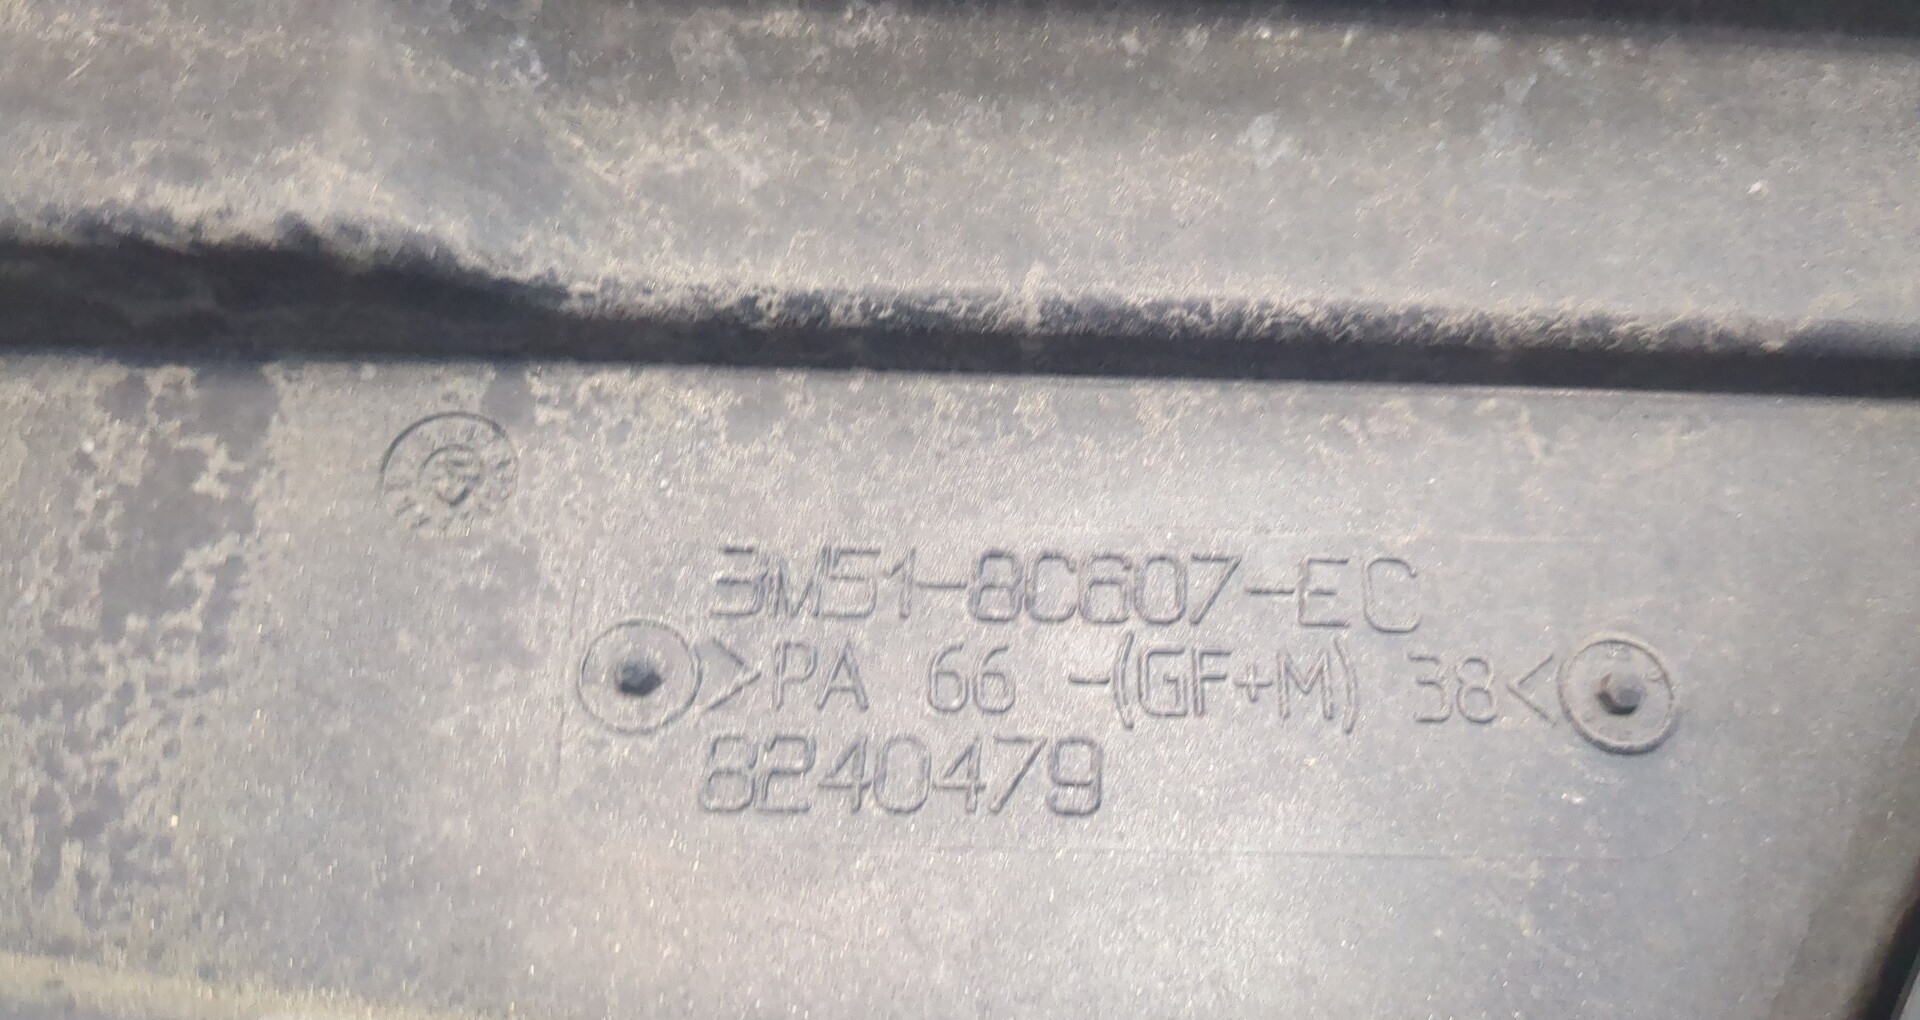 3M51-8C607-EC
>PA 66 -(GF+M) 38<
8240479